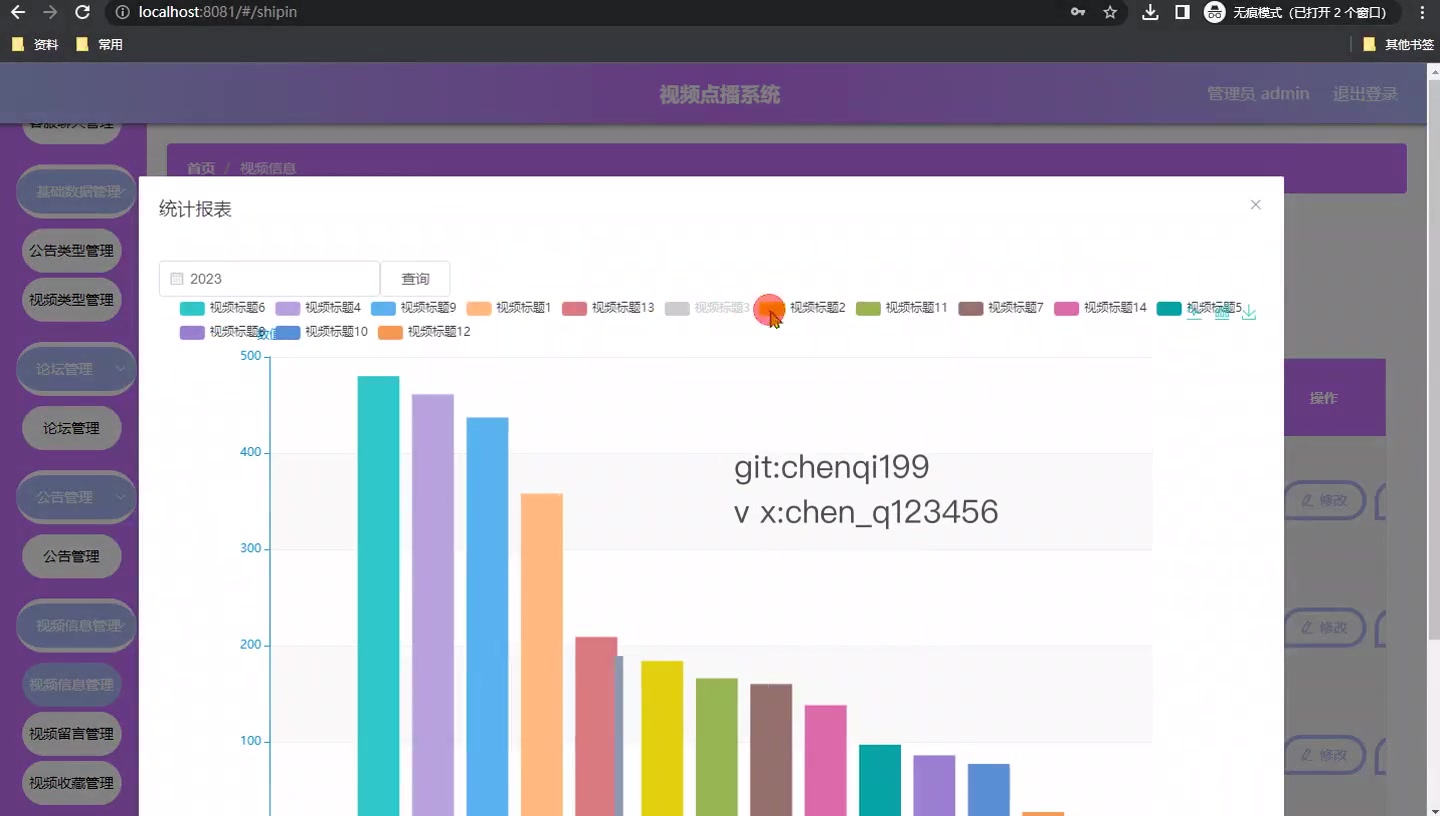 localhost:8081/#/shipin
无痕模式 (已打开 2 个窗口)
资料
常用
其他书签
视频点播系统
管理员 admin
退出登录
客服聊天管理
首页 / 视频信息
基础数据管理
公告类型管理
视频类型管理
论坛管理
论坛管理
公告管理
公告管理
视频信息管理
视频信息管理
视频留言管理
视频收藏管理
统计报表
2023
查询
视频标题6
视频标题4
视频标题9
视频标题1
视频标题13
视频标题3
视频标题2
视频标题11
视频标题7
视频标题14
视频标题5
视频标题8
视频标题10
视频标题12
数值
500
400
300
200
100
git:chenqi199
v x:chen_q123456
操作
修改
修改
修改